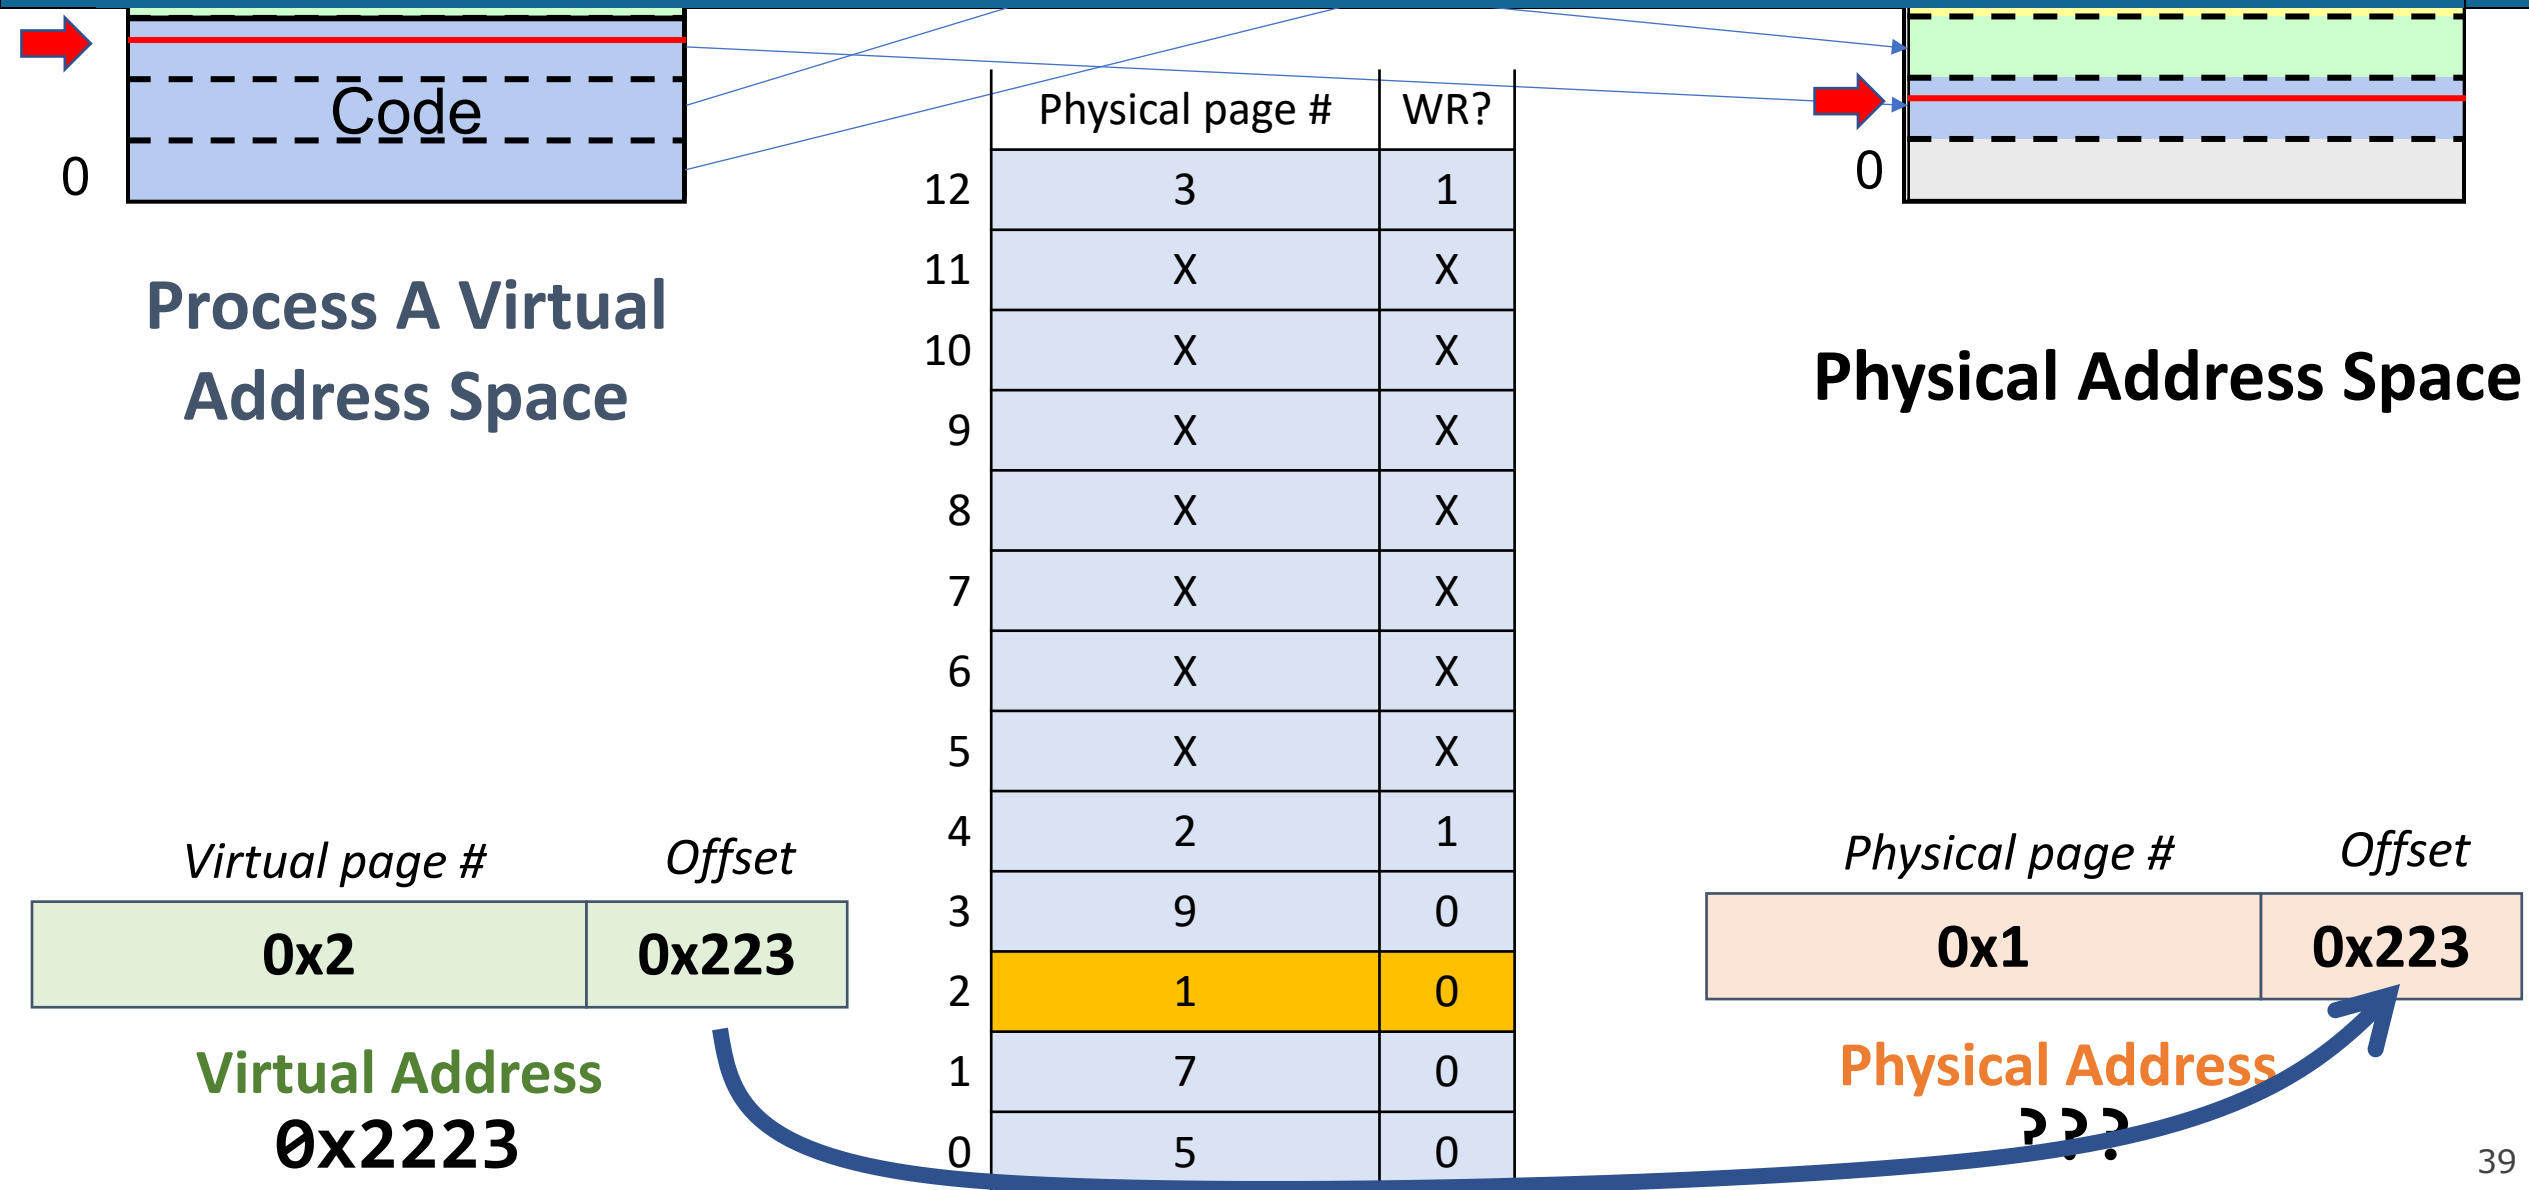 Code
0
Process A Virtual
Address Space
Physical page # WR?
12 3 1
11 X X
10 X X
9 X X
8 X X
7 X X
6 X X
5 X X
4 2 1
3 9 0
2 1 0
1 7 0
0 5 0
0
Physical Address Space
Virtual page # Offset
0x2 0x223
Virtual Address
0x2223
Physical page # Offset
0x1 0x223
Physical Address
???
39